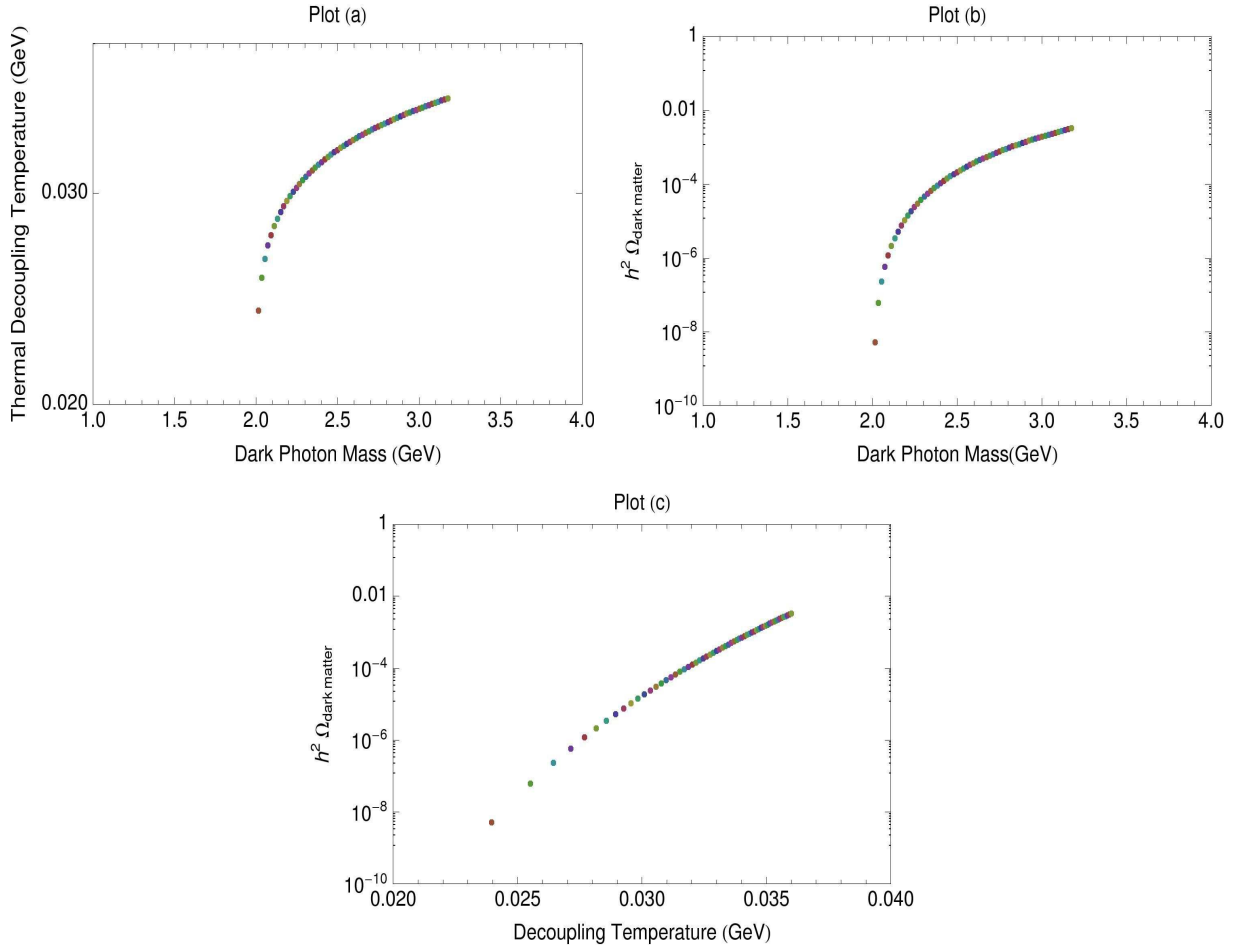 Plot (a)
Thermal Decoupling Temperature (GeV)
0.030
0.020
1.0 1.5 2.0 2.5 3.0 3.5 4.0
Dark Photon Mass (GeV)
Plot (b)
h² Ω dark matter
1
0.01
10⁻⁴
10⁻⁶
10⁻⁸
10⁻¹⁰
1.0 1.5 2.0 2.5 3.0 3.5 4.0
Dark Photon Mass(GeV)
Plot (c)
h² Ω dark matter
1
0.01
10⁻⁴
10⁻⁶
10⁻⁸
10⁻¹⁰
0.020 0.025 0.030 0.035 0.040
Decoupling Temperature (GeV)